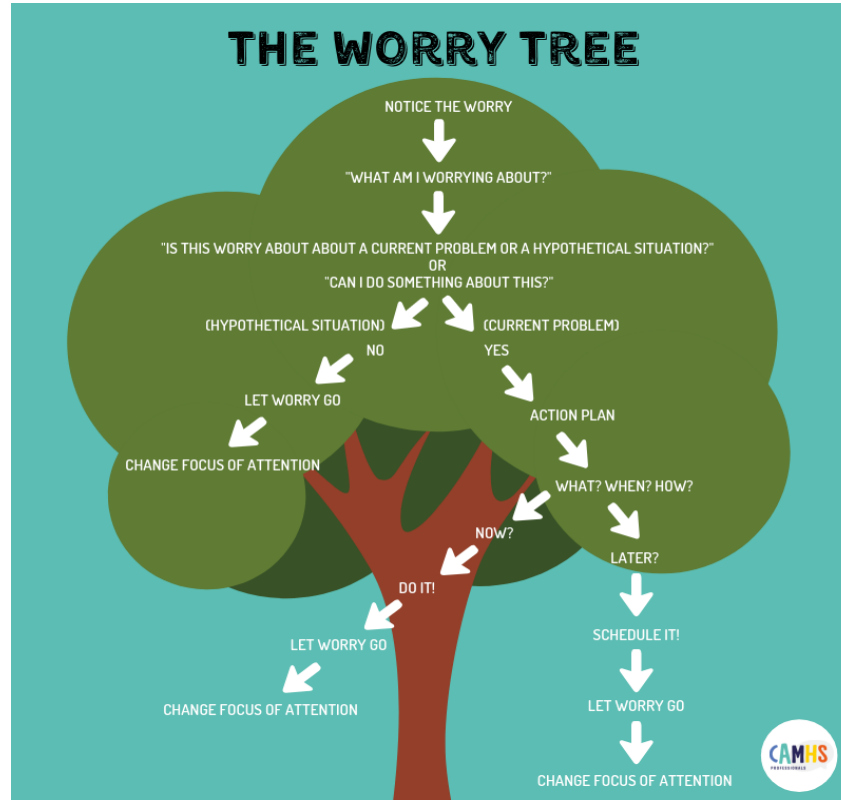 THE WORRY TREE
NOTICE THE WORRY
"WHAT AM I WORRYING ABOUT?"
"IS THIS WORRY ABOUT ABOUT A CURRENT PROBLEM OR A HYPOTHETICAL SITUATION?"
OR
"CAN I DO SOMETHING ABOUT THIS?"
(HYPOTHETICAL SITUATION)
(CURRENT PROBLEM)
NO
YES
LET WORRY GO
ACTION PLAN
CHANGE FOCUS OF ATTENTION
WHAT? WHEN? HOW?
NOW?
LATER?
DO IT!
SCHEDULE IT!
LET WORRY GO
LET WORRY GO
CHANGE FOCUS OF ATTENTION
CHANGE FOCUS OF ATTENTION
CAMHS
PROFESSIONALS